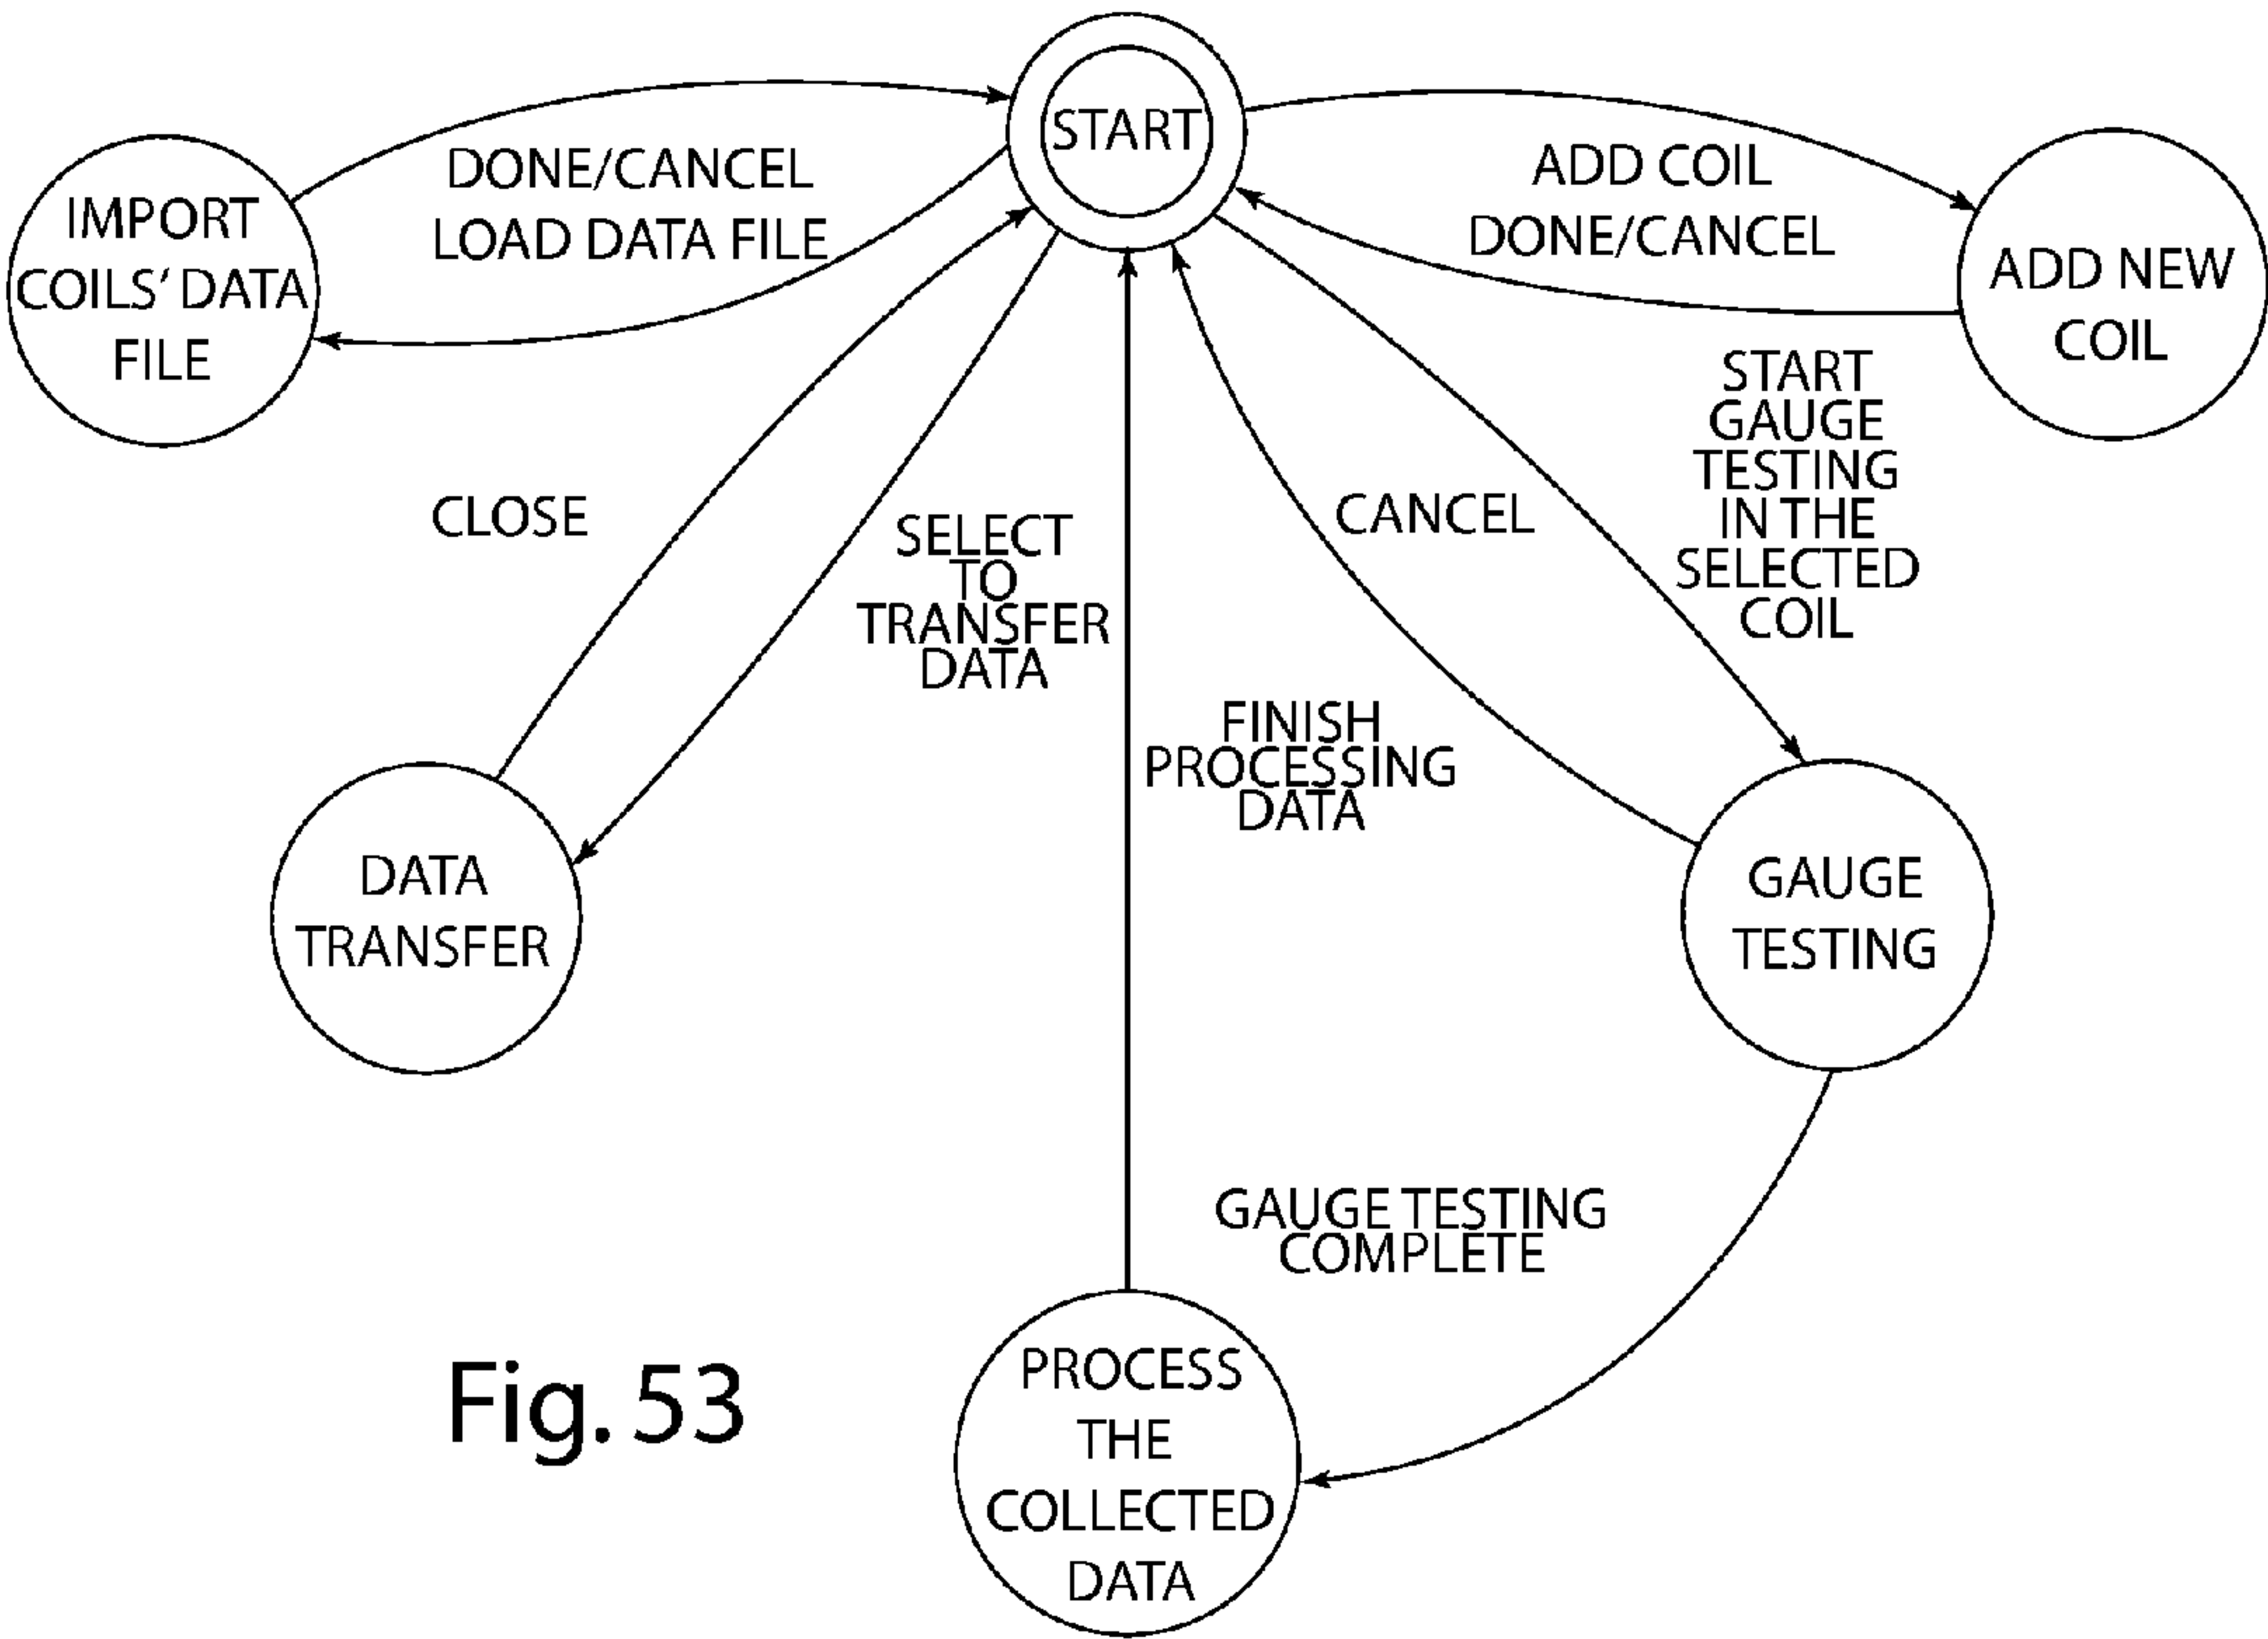 START
DONE/CANCEL
LOAD DATA FILE
IMPORT
COILS' DATA
FILE
ADD COIL
DONE/CANCEL
ADD NEW
COIL
START
GAUGE
TESTING
IN THE
SELECTED
COIL
CLOSE
SELECT
TO
TRANSFER
DATA
CANCEL
FINISH
PROCESSING
DATA
DATA
TRANSFER
GAUGE
TESTING
GAUGE TESTING
COMPLETE
PROCESS
THE
COLLECTED
DATA
Fig. 53